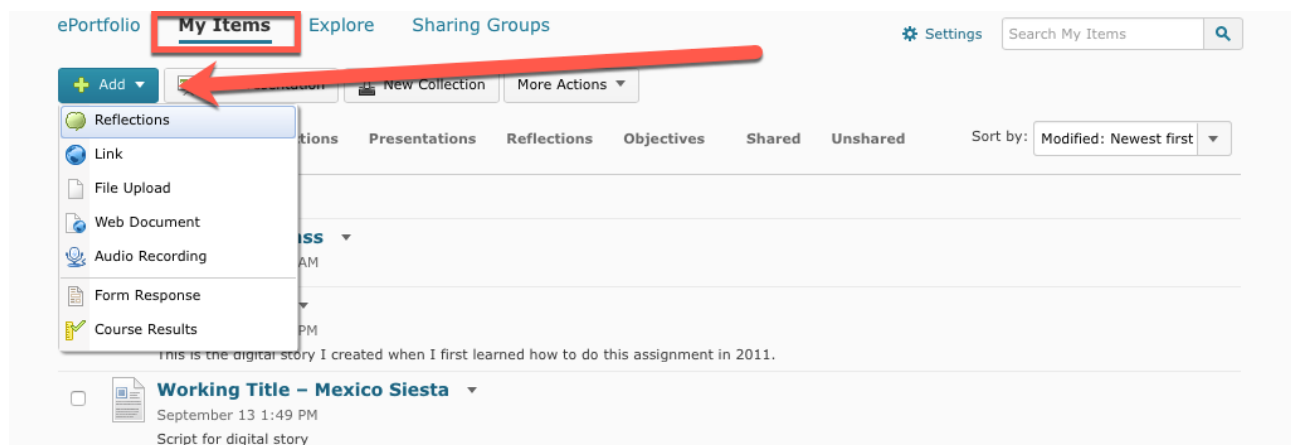 ePortfolio My Items Explore Sharing Groups
Settings Search My Items
Add New Collection More Actions
Reflections
Link
File Upload
Web Document
Audio Recording
Form Response
Course Results
Presentations Reflections Objectives Shared Unshared Sort by: Modified: Newest first
AM
PM
This is the digital story I created when I first learned how to do this assignment in 2011.
Working Title – Mexico Siesta
September 13 1:49 PM
Script for digital story